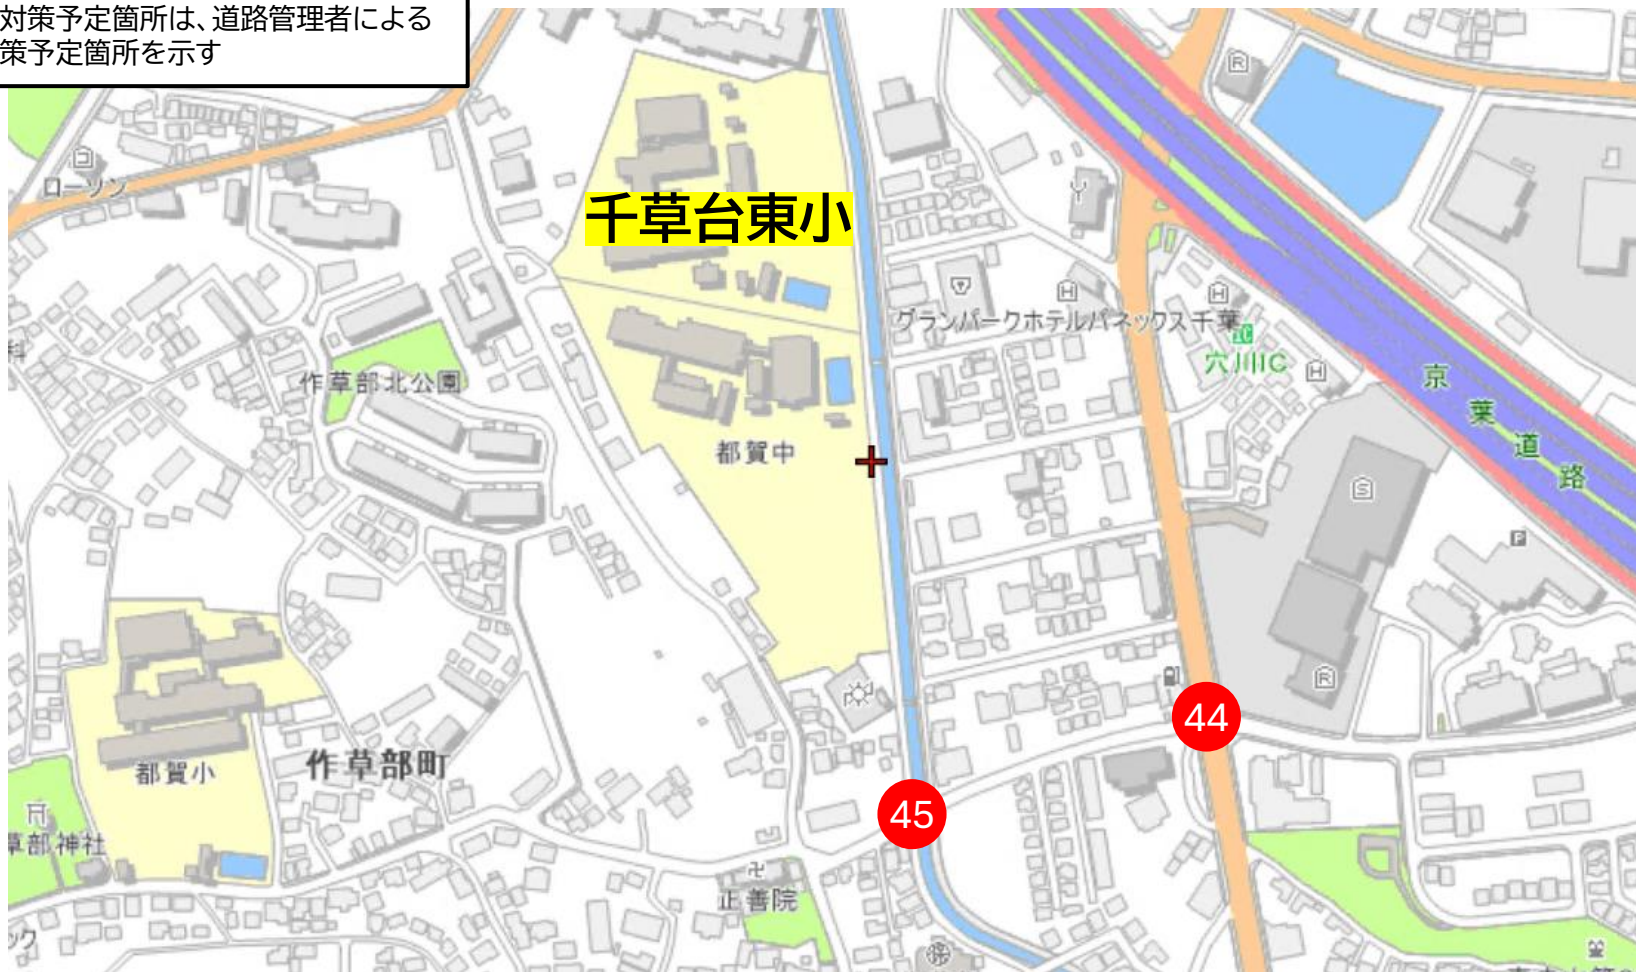 対策予定箇所は、道路管理者による
策予定箇所を示す
ローソン
千草台東小
グランパークホテルパネックス千葉
IC
穴川IC
京葉道路
作草部北公園
科
都賀中
都賀小
作草部町
草部神社
正善院
ック
44
45
H
H
H
R
S
P
R